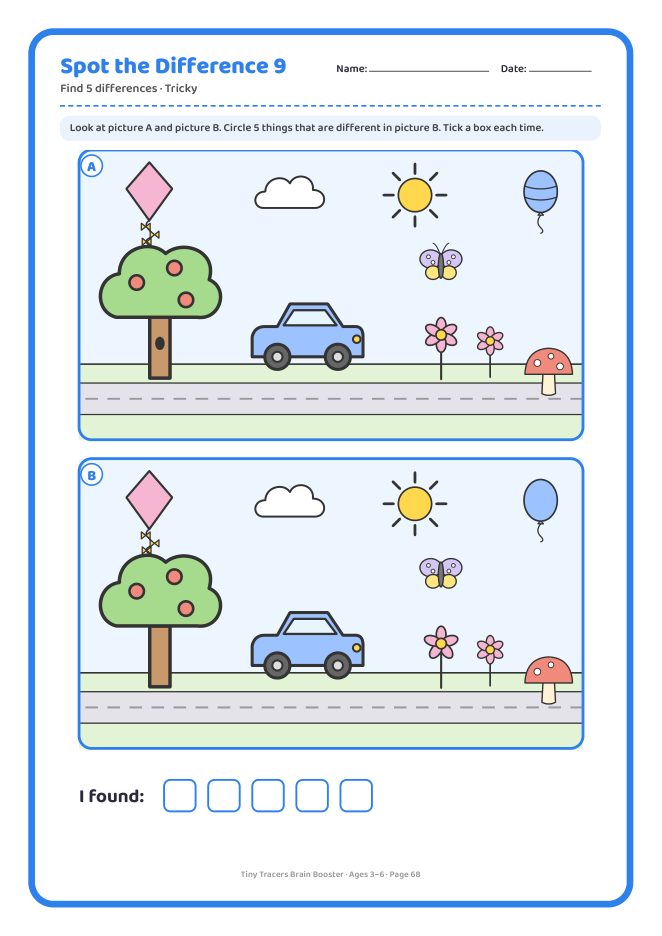 Spot the Difference 9
Name:
Date:
Find 5 differences · Tricky
Look at picture A and picture B. Circle 5 things that are different in picture B. Tick a box each time.
A
B
I found:
Tiny Tracers Brain Booster · Ages 3–6 · Page 68